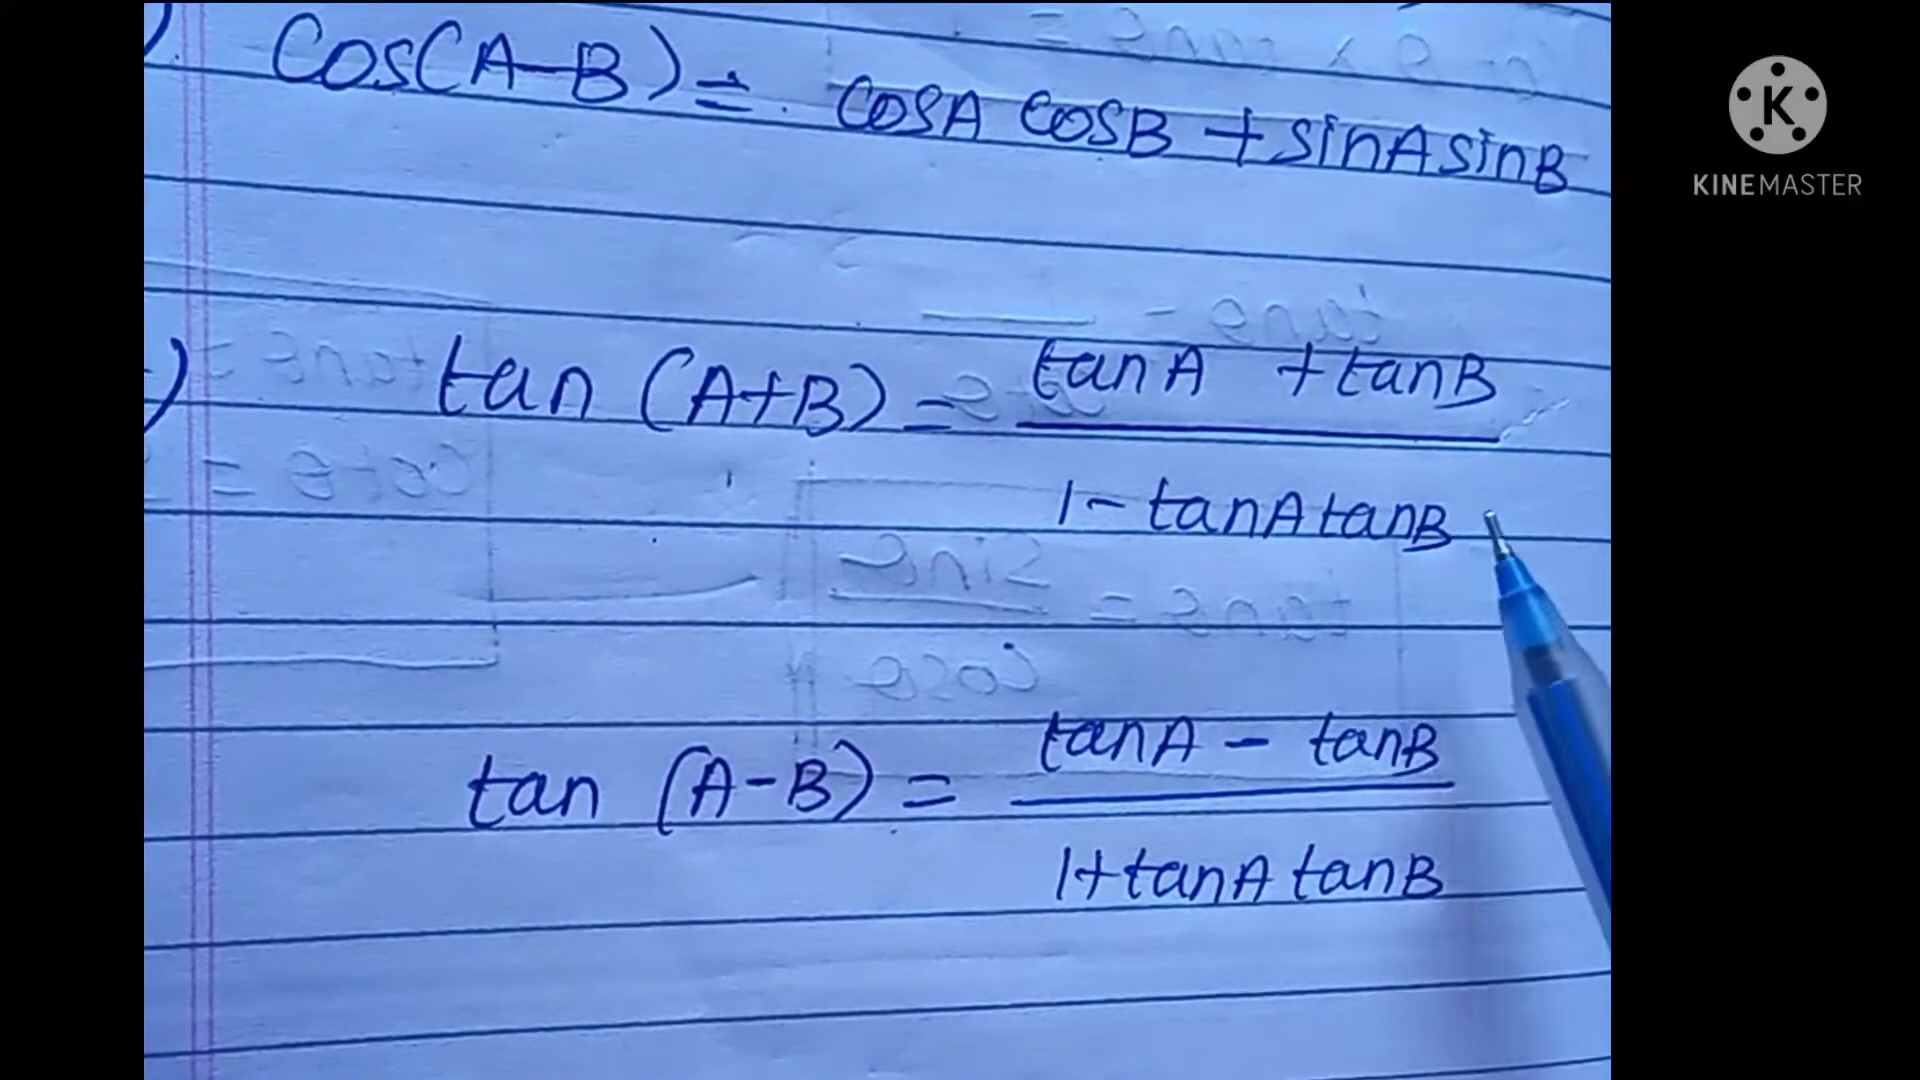 Cos(A-B) = cosA cosB + sinA sinB
K
KINEMASTER
) tan (A+B) = tanA + tanB
1 - tanA tanB
tan (A-B) = tanA - tanB
1 + tanA tanB